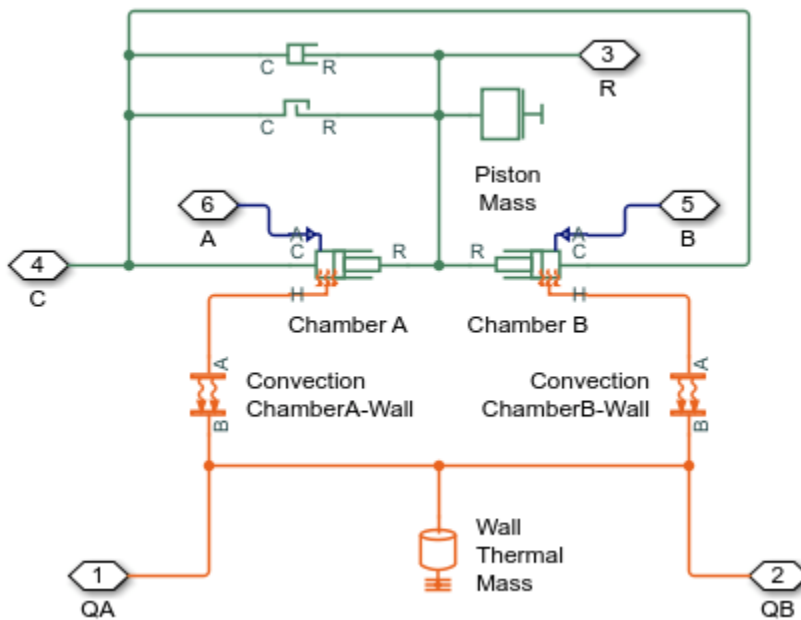 C R
3
R
C R
Piston
Mass
6
A
5
B
A
C
R
R
A
C
4
C
H
H
Chamber A
Chamber B
A
Convection
ChamberA-Wall
B
Convection
ChamberB-Wall
A
B
Wall
Thermal
Mass
1
QA
2
QB